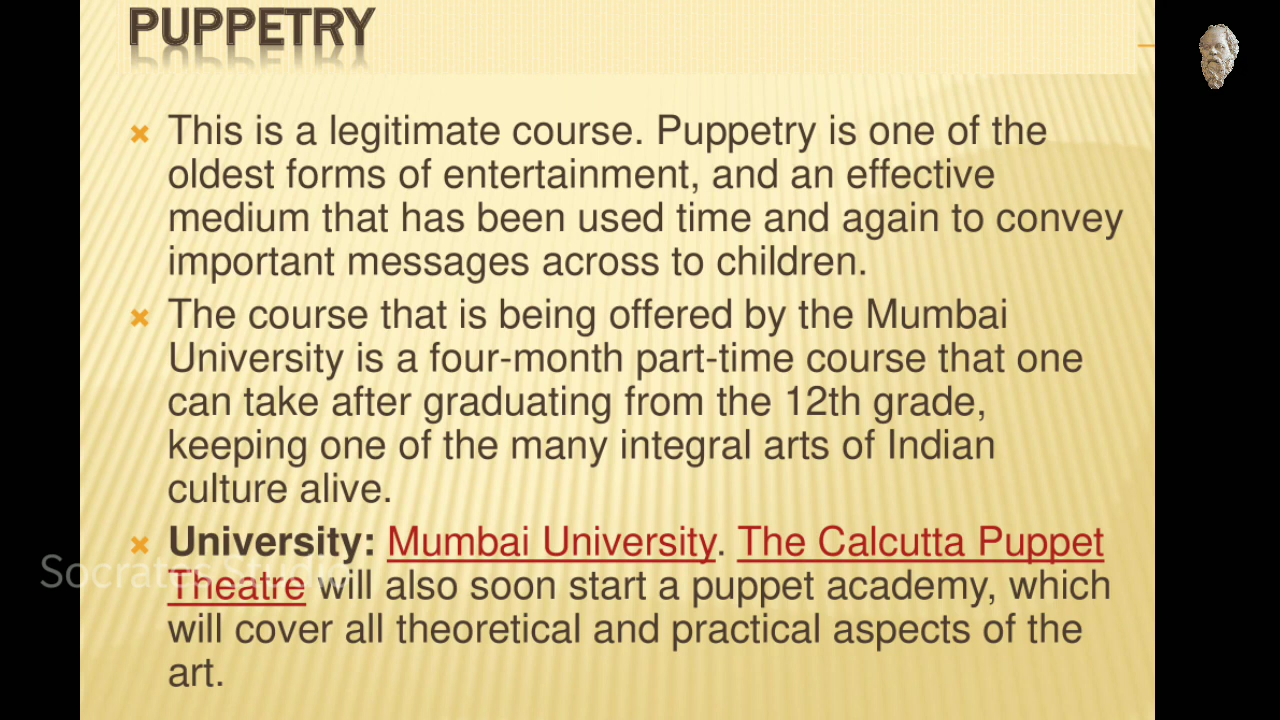 PUPPETRY
This is a legitimate course. Puppetry is one of the
oldest forms of entertainment, and an effective
medium that has been used time and again to convey
important messages across to children.
The course that is being offered by the Mumbai
University is a four-month part-time course that one
can take after graduating from the 12th grade,
keeping one of the many integral arts of Indian
culture alive.
University: Mumbai University. The Calcutta Puppet
Theatre will also soon start a puppet academy, which
will cover all theoretical and practical aspects of the
art.
Socrates Studio